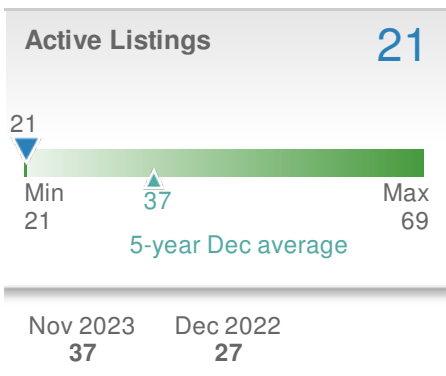 Active Listings 21
21
Min Max
37
21 69
5-year Dec average
Nov 2023 Dec 2022
37 27